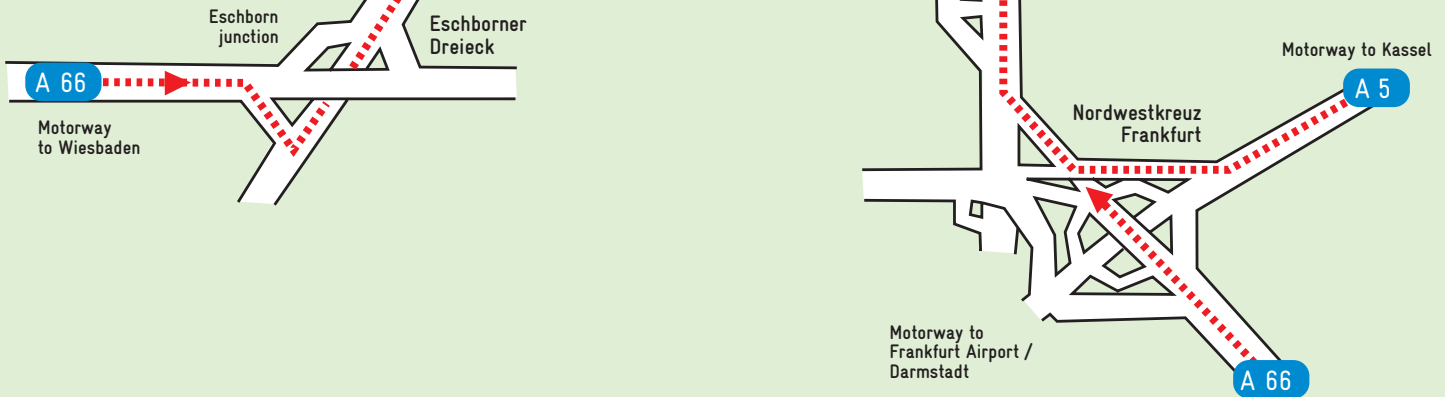 Eschborn
junction
Eschborner
Dreieck
A 66
Motorway
to Wiesbaden
Motorway to Kassel
A 5
Nordwestkreuz
Frankfurt
Motorway to
Frankfurt Airport /
Darmstadt
A 66